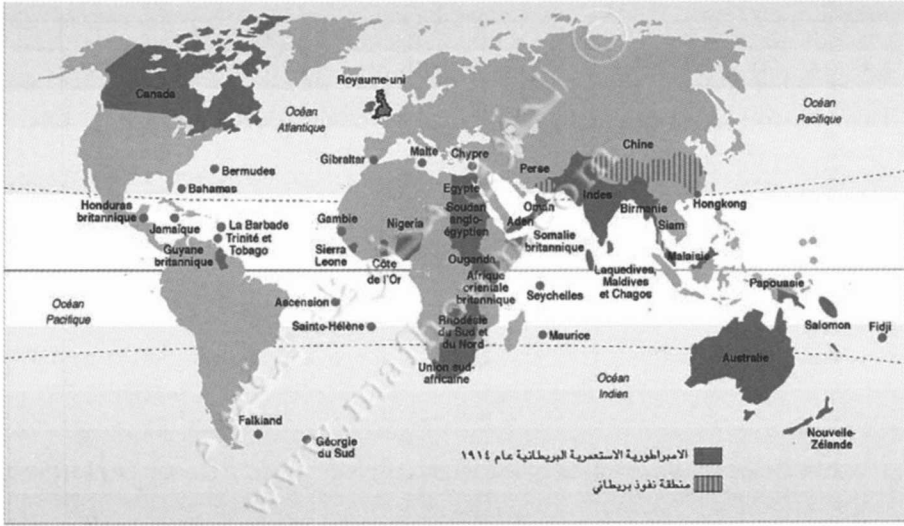 Royaume-uni
Canada
Océan
Atlantique
Océan
Pacifique
Chine
Gibraltar
Malte
Chypre
Perse
Bermudes
Bahamas
Egypte
Indes
Hongkong
Honduras
britannique
Jamaïque
La Barbade
Trinité et
Tobago
Guyane
britannique
Gambie
Nigeria
Soudan
anglo-
égyptien
Oman
Aden
Birmanie
Siam
Somalie
britannique
Sierra
Leone
Côte
de l'Or
Ouganda
Afrique
orientale
britannique
Laquedives,
Maldives
et Chagos
Malaisie
Seychelles
Papouasie
Océan
Pacifique
Ascension
Sainte-Hélène
Rhodésie
du Sud et
du Nord
Maurice
Salomon
Fidji
Union sud-
africaine
Australie
Océan
Indien
Falkland
Géorgie
du Sud
Nouvelle-
Zélande
الامبراطورية الاستعمرية البريطانية عام ١٩١٤
منطقة نفوذ بريطاني